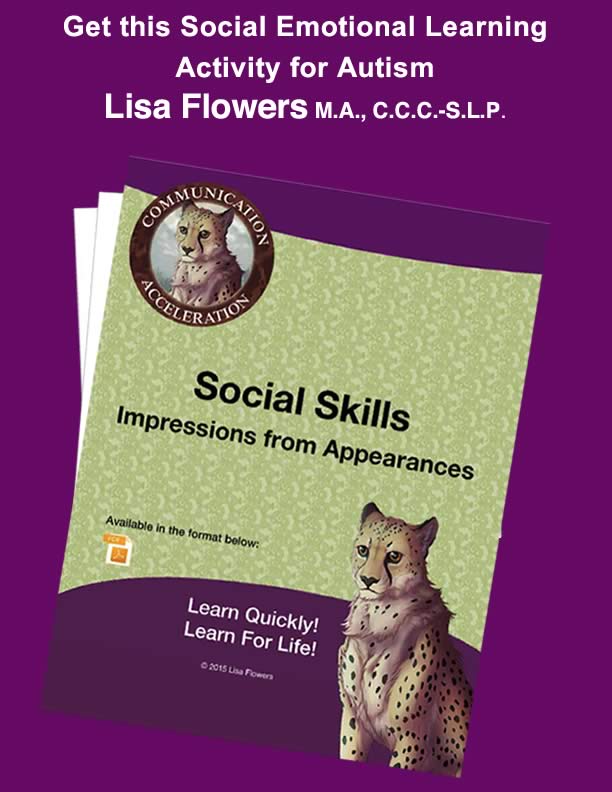 Get this Social Emotional Learning
Activity for Autism
Lisa Flowers M.A., C.C.C.-S.L.P.
COMMUNICATION
ACCELERATION
Social Skills
Impressions from Appearances
Available in the format below:
PDF
Learn Quickly!
Learn For Life!
© 2015 Lisa Flowers